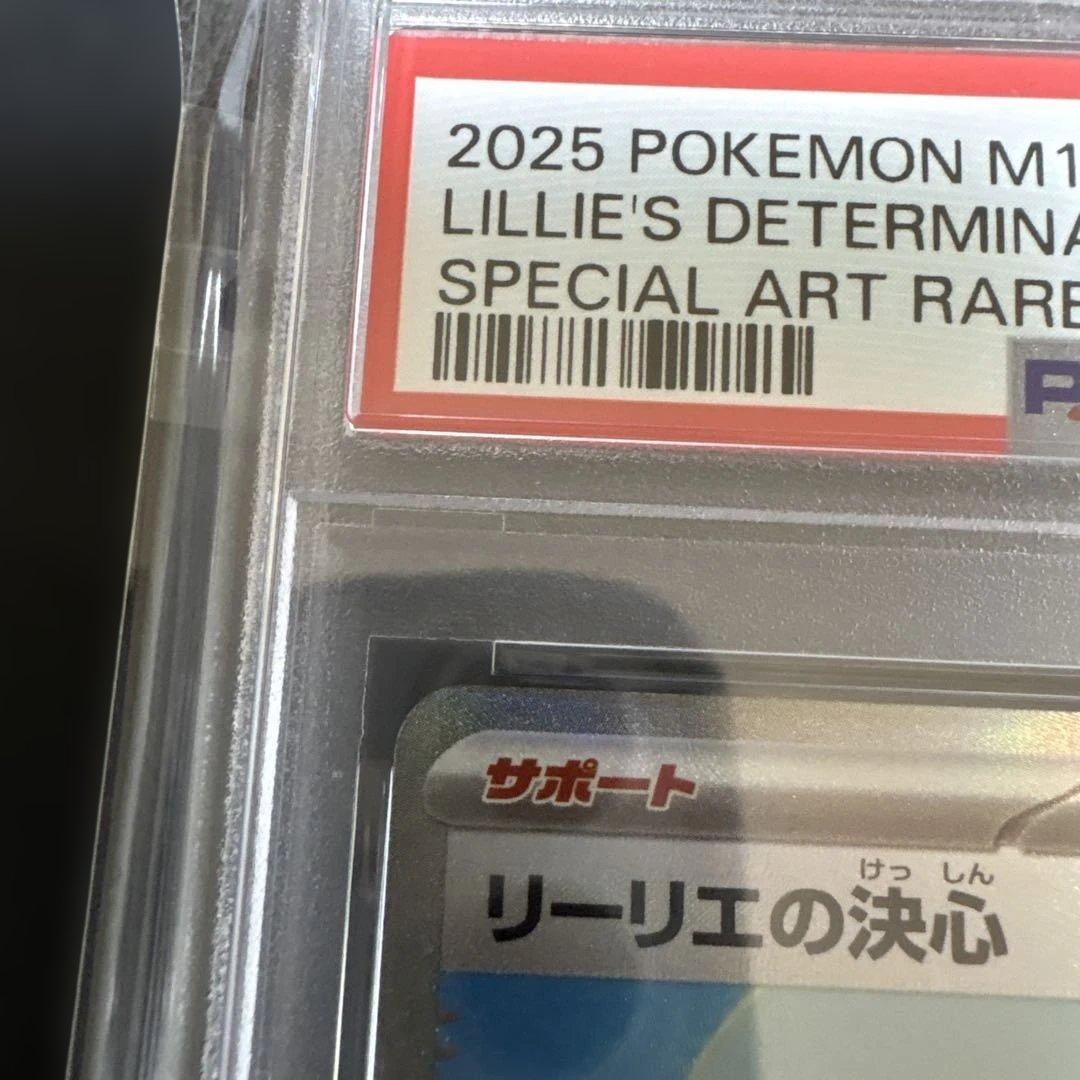 2025 POKEMON M1
LILLIE'S DETERMINA
SPECIAL ART RARE
サポート
けっしん
リーリエの決心